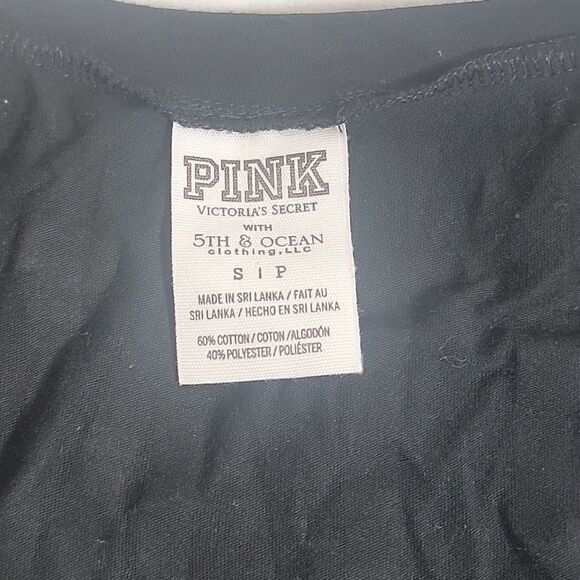 PINK
VICTORIA'S SECRET
WITH
5TH & OCEAN
clothing, LLC
S | P
MADE IN SRI LANKA / FAIT AU
SRI LANKA / HECHO EN SRI LANKA
60% COTTON / COTON /ALGODÓN
40% POLYESTER / POLIÉSTER